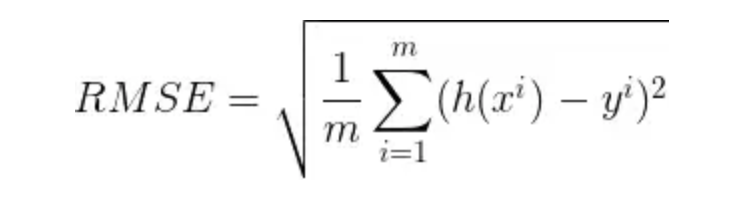 RMSE = \sqrt{\frac{1}{m} \sum_{i=1}^{m} (h(x^i) - y^i)^2}